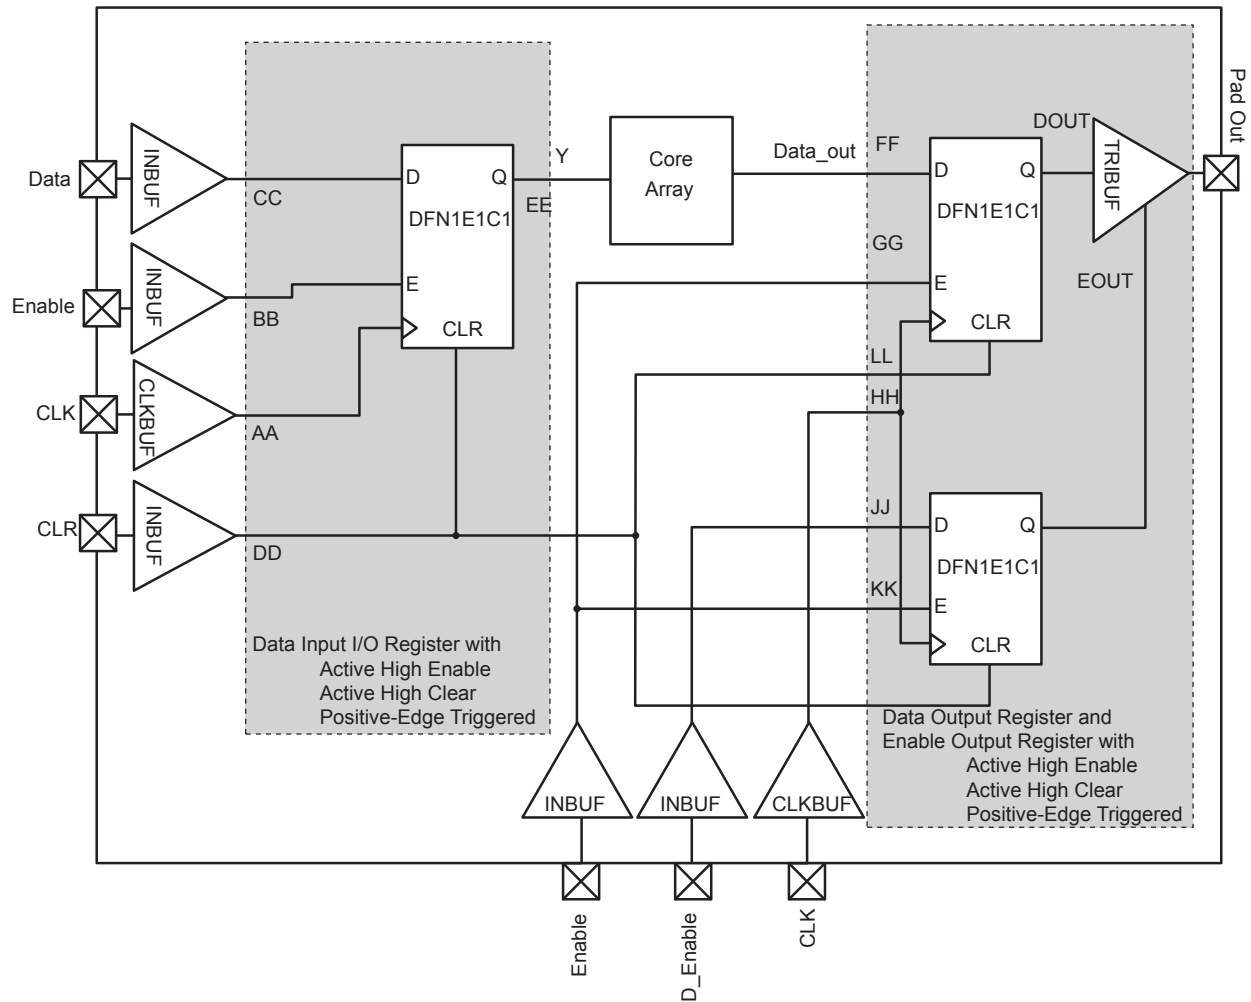 Data
INBUF
CC
D
Q
DFN1E1C1
E
CLR
Y
EE
Core
Array
Data_out
FF
D
Q
DFN1E1C1
E
CLR
GG
DOUT
TRIBUF
EOUT
Pad Out
Enable
INBUF
BB
CLK
CLKBUF
AA
CLR
INBUF
DD
LL
HH
JJ
KK
D
Q
DFN1E1C1
E
CLR
Data Input I/O Register with
Active High Enable
Active High Clear
Positive-Edge Triggered
Data Output Register and
Enable Output Register with
Active High Enable
Active High Clear
Positive-Edge Triggered
INBUF
INBUF
CLKBUF
Enable
D_Enable
CLK